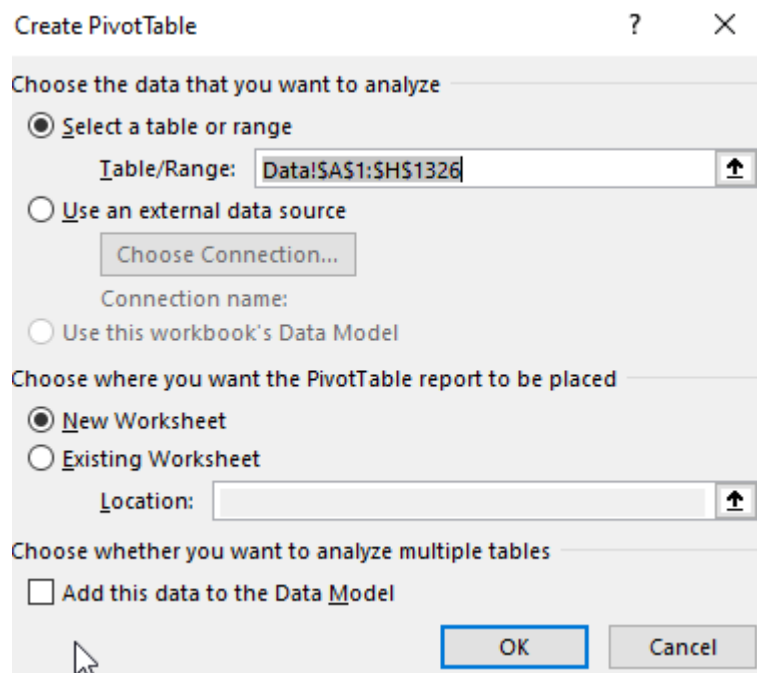 Create PivotTable ? ×
Choose the data that you want to analyze
Select a table or range
Table/Range: Data!$A$1:$H$1326
Use an external data source
Choose Connection...
Connection name:
Use this workbook's Data Model
Choose where you want the PivotTable report to be placed
New Worksheet
Existing Worksheet
Location:
Choose whether you want to analyze multiple tables
Add this data to the Data Model
OK Cancel